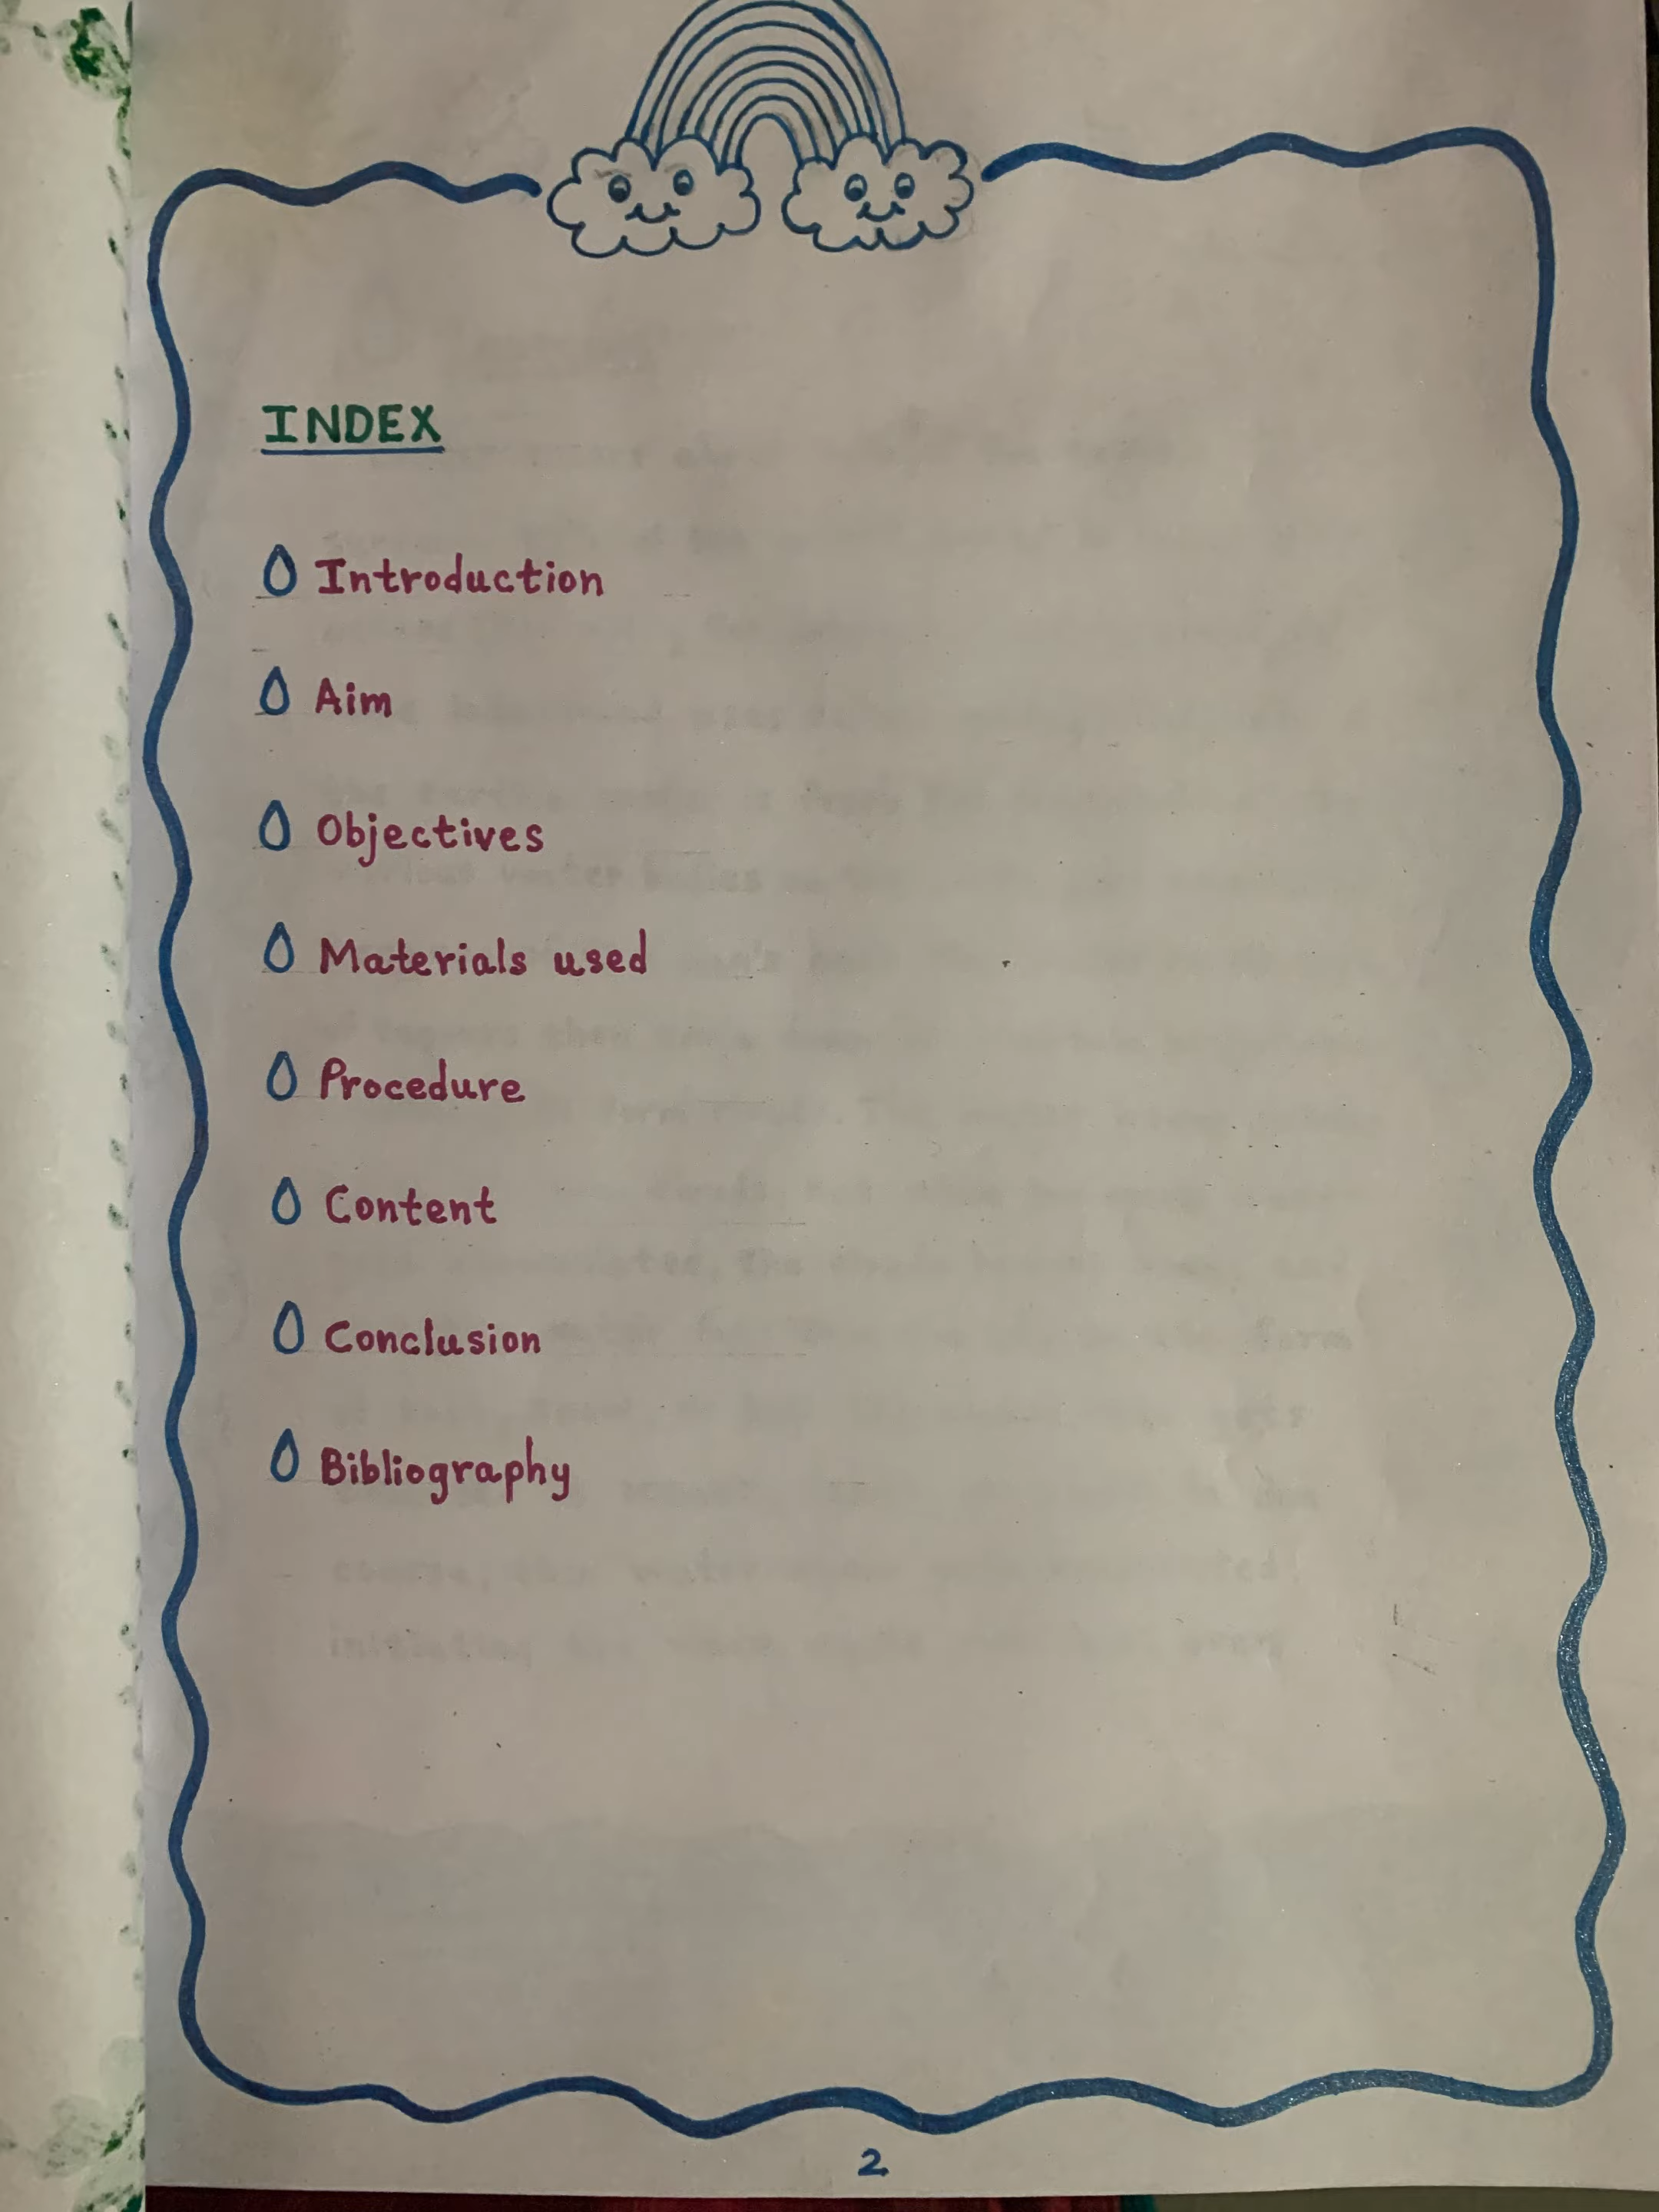 INDEX
Introduction
Aim
Objectives
Materials used
Procedure
Content
Conclusion
Bibliography
2